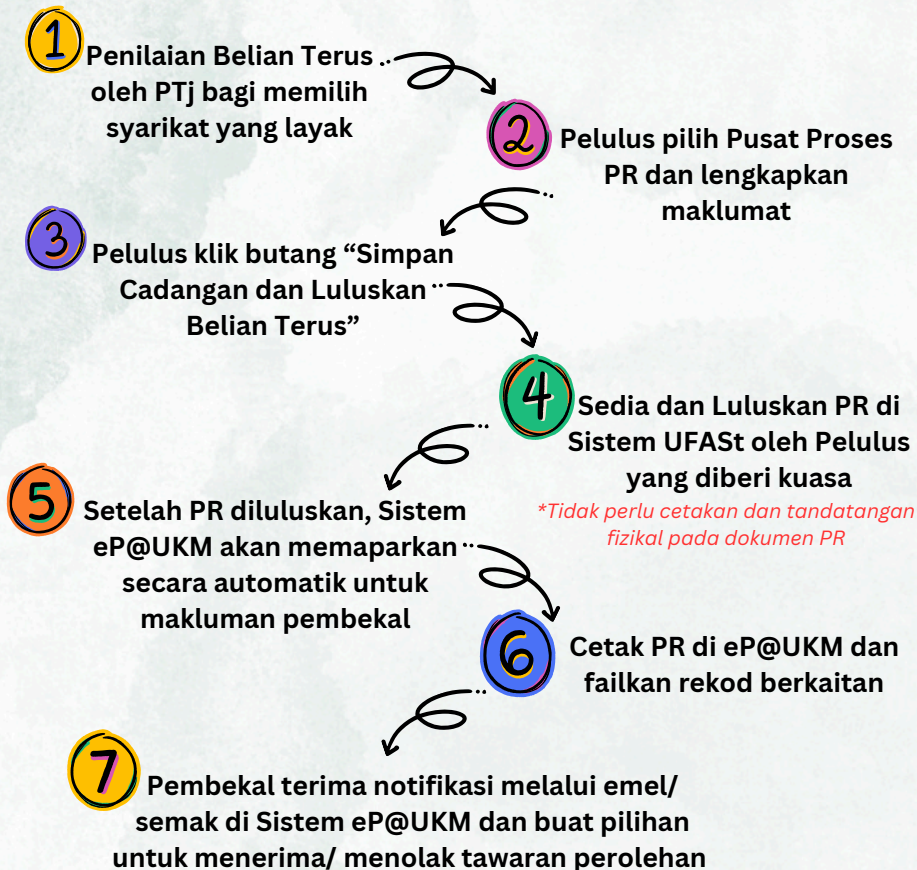 1
Penilaian Belian Terus
oleh PTj bagi memilih
syarikat yang layak
2
Pelulus pilih Pusat Proses
PR dan lengkapkan
maklumat
3
Pelulus klik butang “Simpan
Cadangan dan Luluskan
Belian Terus”
4
Sedia dan Luluskan PR di
Sistem UFASt oleh Pelulus
yang diberi kuasa
*Tidak perlu cetakan dan tandatangan
fizikal pada dokumen PR
5
Setelah PR diluluskan, Sistem
eP@UKM akan memaparkan
secara automatik untuk
makluman pembekal
6
Cetak PR di eP@UKM dan
failkan rekod berkaitan
7
Pembekal terima notifikasi melalui emel/
semak di Sistem eP@UKM dan buat pilihan
untuk menerima/ menolak tawaran perolehan